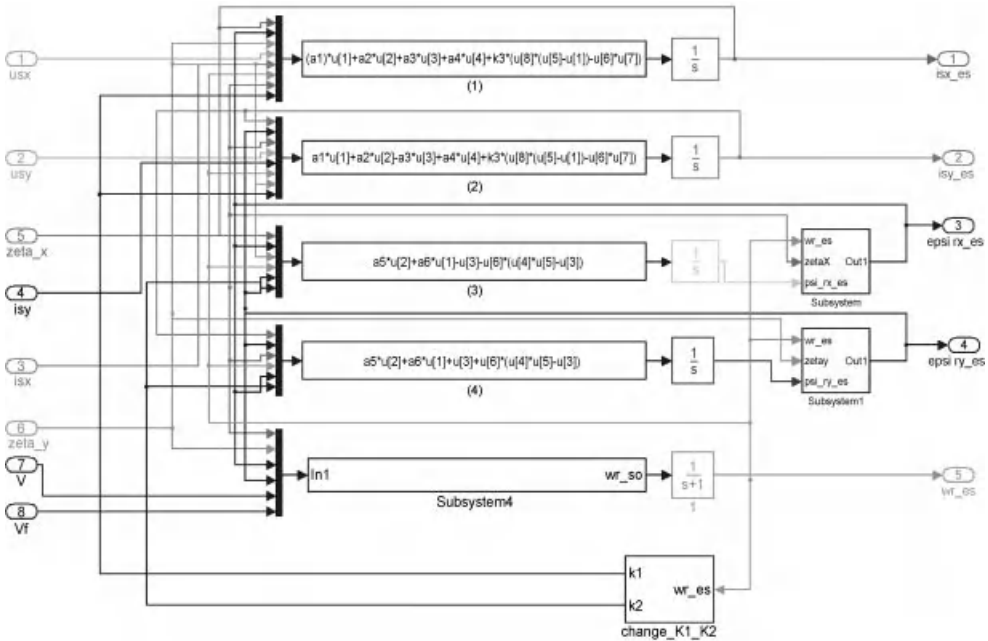 1
usx
(a1)*u[1]+a2*u[2]+a3*u[3]+a4*u[4]+k3*(u[8]*(u[5]-u[1])-u[6]*u[7])
(1)
1
s
1
isx_es
2
usy
a1*u[1]+a2*u[2]-a3*u[3]+a4*u[4]+k3*(u[8]*(u[5]-u[1])-u[6]*u[7])
(2)
1
s
2
isy_es
5
zeta_x
a5*u[2]+a6*u[1]-u[3]-u[6]*(u[4]*u[5]-u[3])
(3)
1
s
wr_es
zetaX
psi_rx_es
Out1
Subsystem
3
epsi rx_es
4
isy
3
isx
a5*u[2]+a6*u[1]+u[3]+u[6]*(u[4]*u[5]-u[3])
(4)
1
s
wr_es
zetay
psi_ry_es
Out1
Subsystem1
4
epsi ry_es
6
zeta_y
7
V
8
Vf
In1
wr_so
Subsystem4
1
s+1
1
5
wr_es
k1
k2
wr_es
change_K1_K2